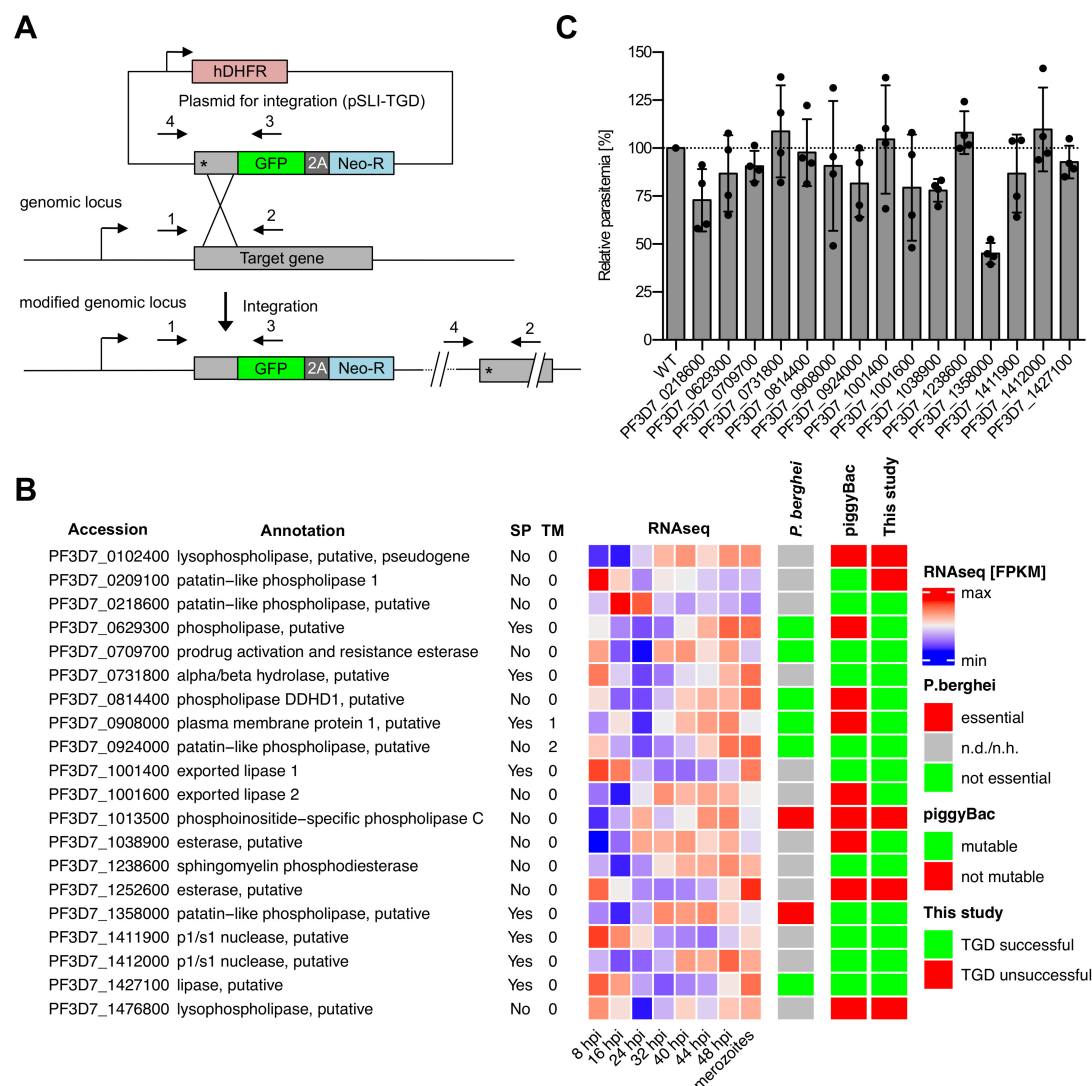 A
hDHFR
Plasmid for integration (pSLI-TGD)
4 3
* GFP 2A Neo-R
genomic locus
1 2
Target gene
modified genomic locus
Integration
1 3 4 2
GFP 2A Neo-R *
C
Relative parasitemia [%]
150
125
100
75
50
25
0
WT
PF3D7_0218600
PF3D7_0629300
PF3D7_0709700
PF3D7_0731800
PF3D7_0814400
PF3D7_0908000
PF3D7_0924000
PF3D7_1001400
PF3D7_1001600
PF3D7_1038900
PF3D7_1238600
PF3D7_1358000
PF3D7_1411900
PF3D7_1412000
PF3D7_1427100
B
Accession Annotation SP TM RNAseq P. berghei piggyBac This study
PF3D7_0102400 lysophospholipase, putative, pseudogene No 0
PF3D7_0209100 patatin−like phospholipase 1 No 0
PF3D7_0218600 patatin−like phospholipase, putative No 0
PF3D7_0629300 phospholipase, putative Yes 0
PF3D7_0709700 prodrug activation and resistance esterase No 0
PF3D7_0731800 alpha/beta hydrolase, putative Yes 0
PF3D7_0814400 phospholipase DDHD1, putative No 0
PF3D7_0908000 plasma membrane protein 1, putative Yes 1
PF3D7_0924000 patatin−like phospholipase, putative No 2
PF3D7_1001400 exported lipase 1 Yes 0
PF3D7_1001600 exported lipase 2 No 0
PF3D7_1013500 phosphoinositide−specific phospholipase C No 0
PF3D7_1038900 esterase, putative No 0
PF3D7_1238600 sphingomyelin phosphodiesterase No 0
PF3D7_1252600 esterase, putative No 0
PF3D7_1358000 patatin−like phospholipase, putative Yes 0
PF3D7_1411900 p1/s1 nuclease, putative Yes 0
PF3D7_1412000 p1/s1 nuclease, putative Yes 0
PF3D7_1427100 lipase, putative Yes 0
PF3D7_1476800 lysophospholipase, putative No 0
8 hpi
16 hpi
24 hpi
32 hpi
40 hpi
44 hpi
48 hpi
merozoites
RNAseq [FPKM]
max
min
P.berghei
essential
n.d./n.h.
not essential
piggyBac
mutable
not mutable
This study
TGD successful
TGD unsuccessful